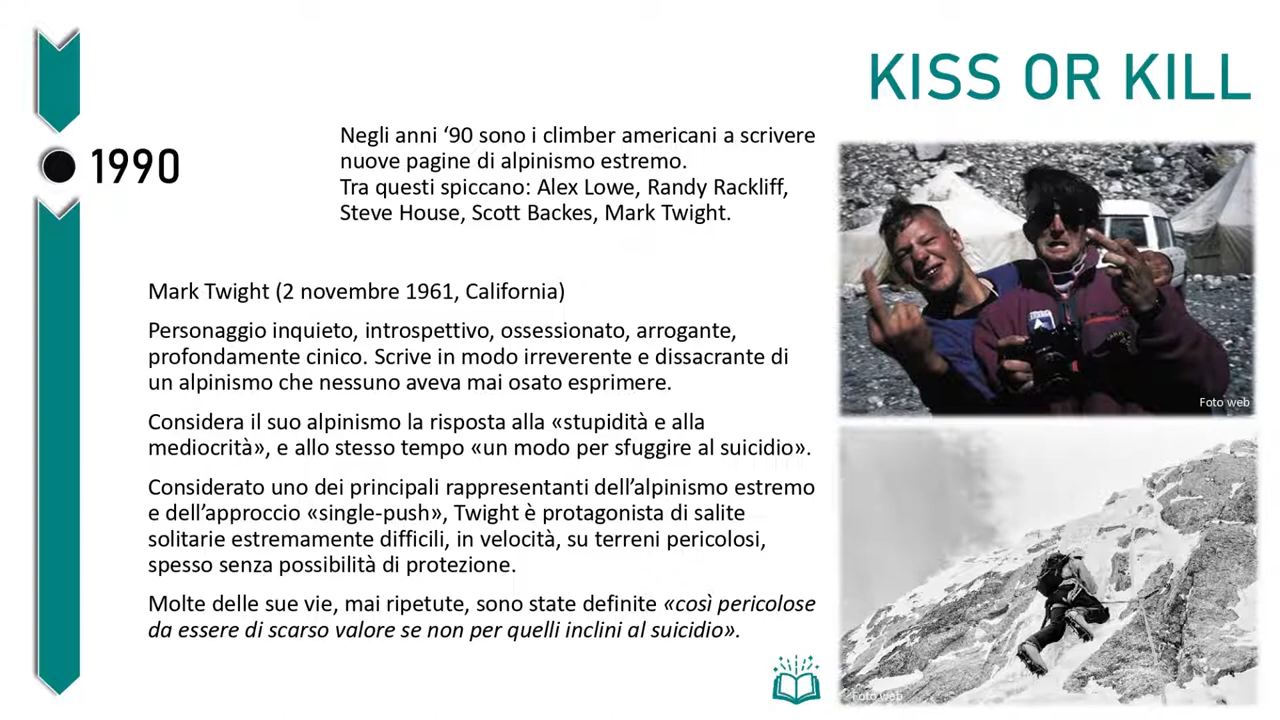 KISS OR KILL
1990
Negli anni ‘90 sono i climber americani a scrivere
nuove pagine di alpinismo estremo.
Tra questi spiccano: Alex Lowe, Randy Rackliff,
Steve House, Scott Backes, Mark Twight.
Mark Twight (2 novembre 1961, California)
Personaggio inquieto, introspettivo, ossessionato, arrogante,
profondamente cinico. Scrive in modo irreverente e dissacrante di
un alpinismo che nessuno aveva mai osato esprimere.
Considera il suo alpinismo la risposta alla «stupidità e alla
mediocrità», e allo stesso tempo «un modo per sfuggire al suicidio».
Considerato uno dei principali rappresentanti dell’alpinismo estremo
e dell’approccio «single-push», Twight è protagonista di salite
solitarie estremamente difficili, in velocità, su terreni pericolosi,
spesso senza possibilità di protezione.
Molte delle sue vie, mai ripetute, sono state definite «così pericolose
da essere di scarso valore se non per quelli inclini al suicidio».
Foto web
Foto web